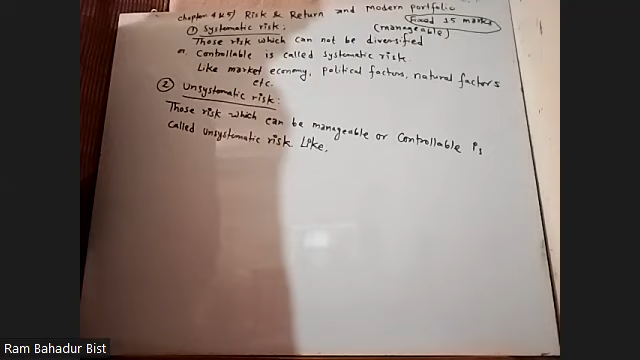 chapter 4 &5) Risk & Return and modern portfolio
Fixed 15 marks
① Systematic risk: (manageable)
Those risk which can not be diversified
or Controllable is called systematic risk.
Like market economy, political factors, natural factors
etc.
② Unsystematic risk:
Those risk which can be manageable or Controllable is
Called Unsystematic risk. Like,
Ram Bahadur Bist